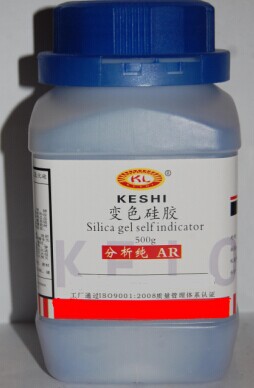 KL
KESHI
变色硅胶
Silica gel self indicator
500g
分析纯 AR
工厂通过ISO9001:2008质量管理体系认证